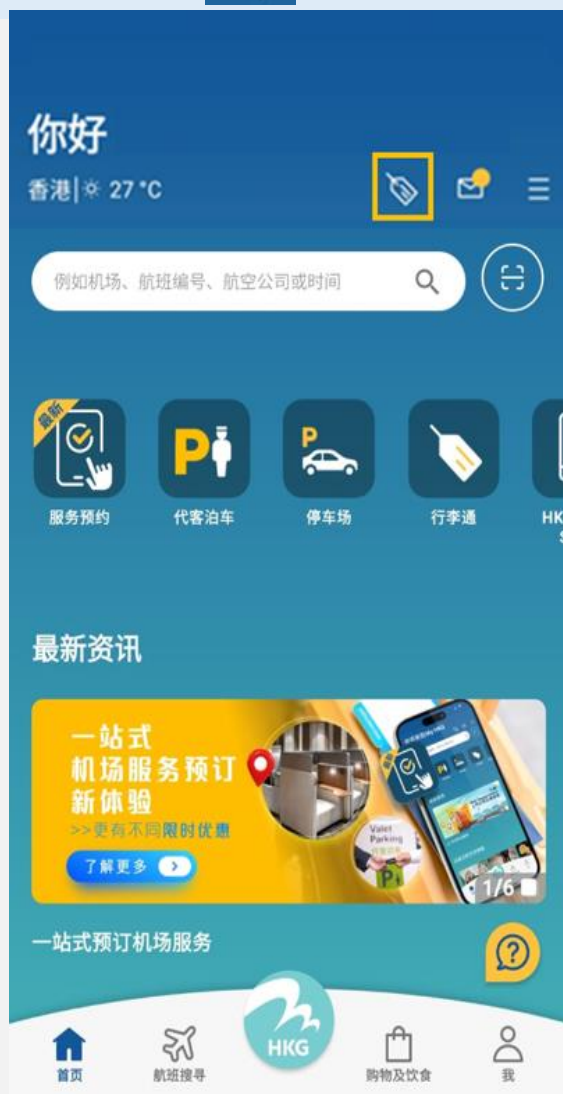 你好
香港|☀ 27 °C
例如机场、航班编号、航空公司或时间
最新
服务预约
代客泊车
停车场
行李通
HK
S
最新资讯
一站式
机场服务预订
新体验
>>更有不同限时优惠
了解更多
Valet
Parking
P
1/6
一站式预订机场服务
HKG
首页
航班搜寻
购物及饮食
我